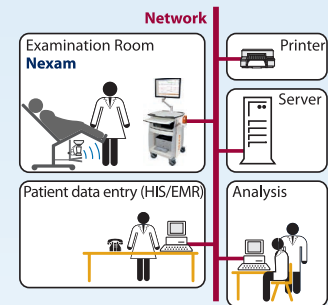 Network
Examination Room
Nexam
Printer
Server
Patient data entry (HIS/EMR)
Analysis